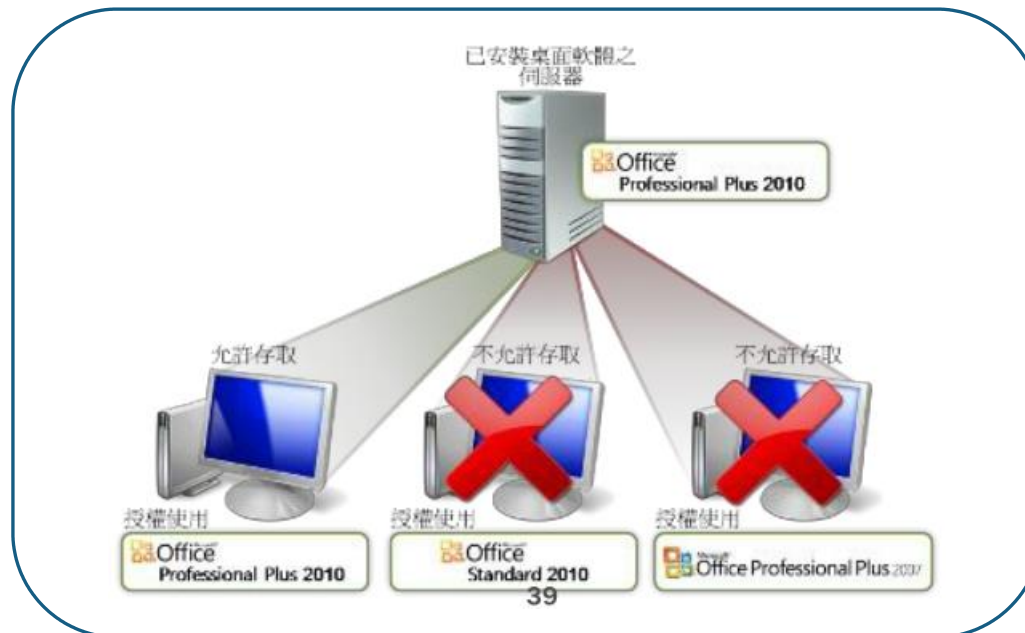 已安裝桌面軟體之
伺服器
Office
Professional Plus 2010
允許存取
不允許存取
不允許存取
授權使用
授權使用
授權使用
Office
Professional Plus 2010
Office
Standard 2010
Microsoft
Office Professional Plus 2007
39